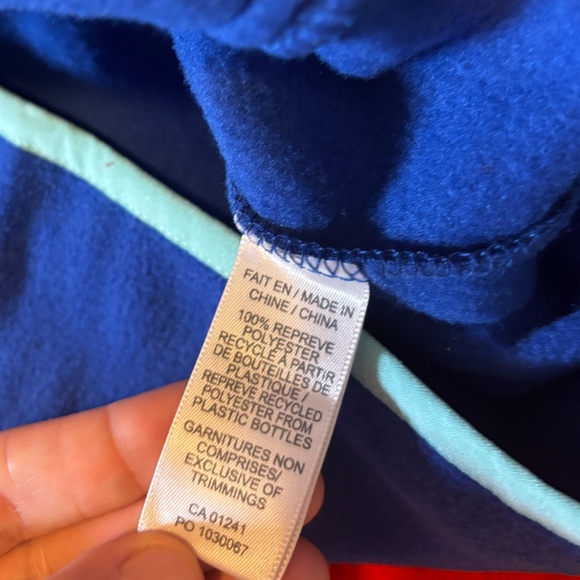 FAIT EN / MADE IN
CHINE / CHINA
100% REPREVE
POLYESTER
RECYCLÉ À PARTIR
DE BOUTEILLES DE
PLASTIQUE /
REPREVE RECYCLED
POLYESTER FROM
PLASTIC BOTTLES
GARNITURES NON
COMPRISES/
EXCLUSIVE OF
TRIMMINGS
CA 01241
PO 1030067